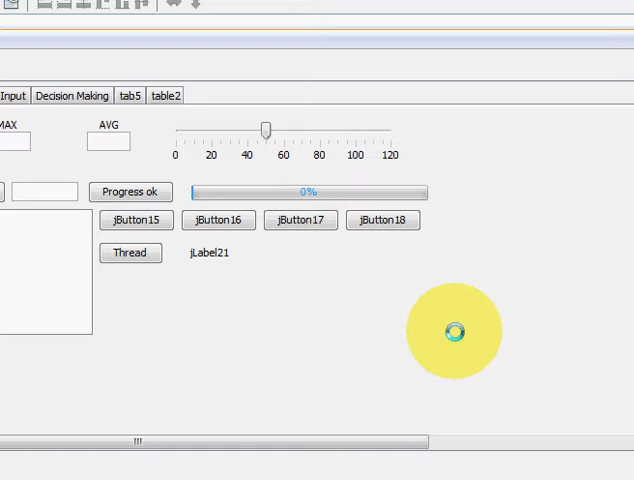 Input Decision Making tab5 table2
MAX AVG
0 20 40 60 80 100 120
Progress ok 0%
jButton15 jButton16 jButton17 jButton18
Thread jLabel21